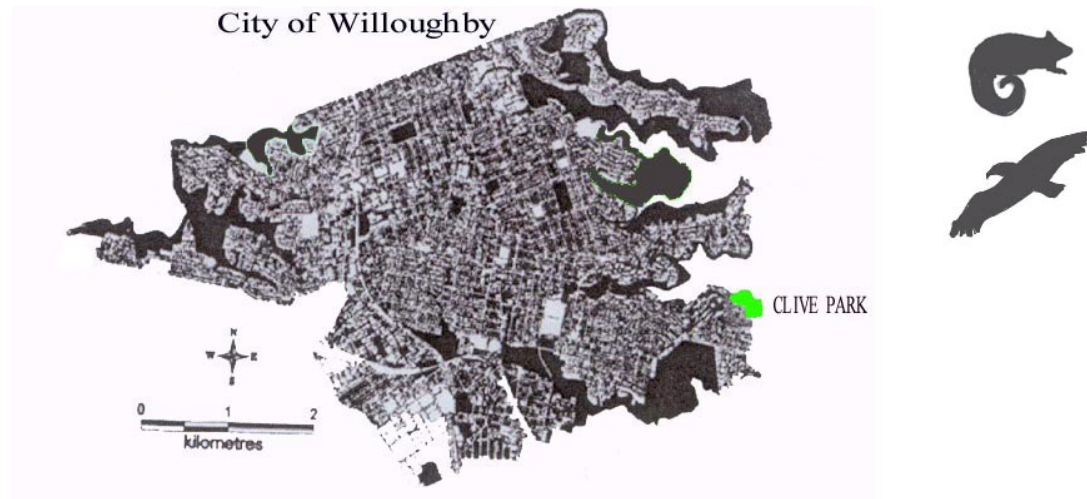 City of Willoughby
CLIVE PARK
N
W E
S
0 1 2
kilometres